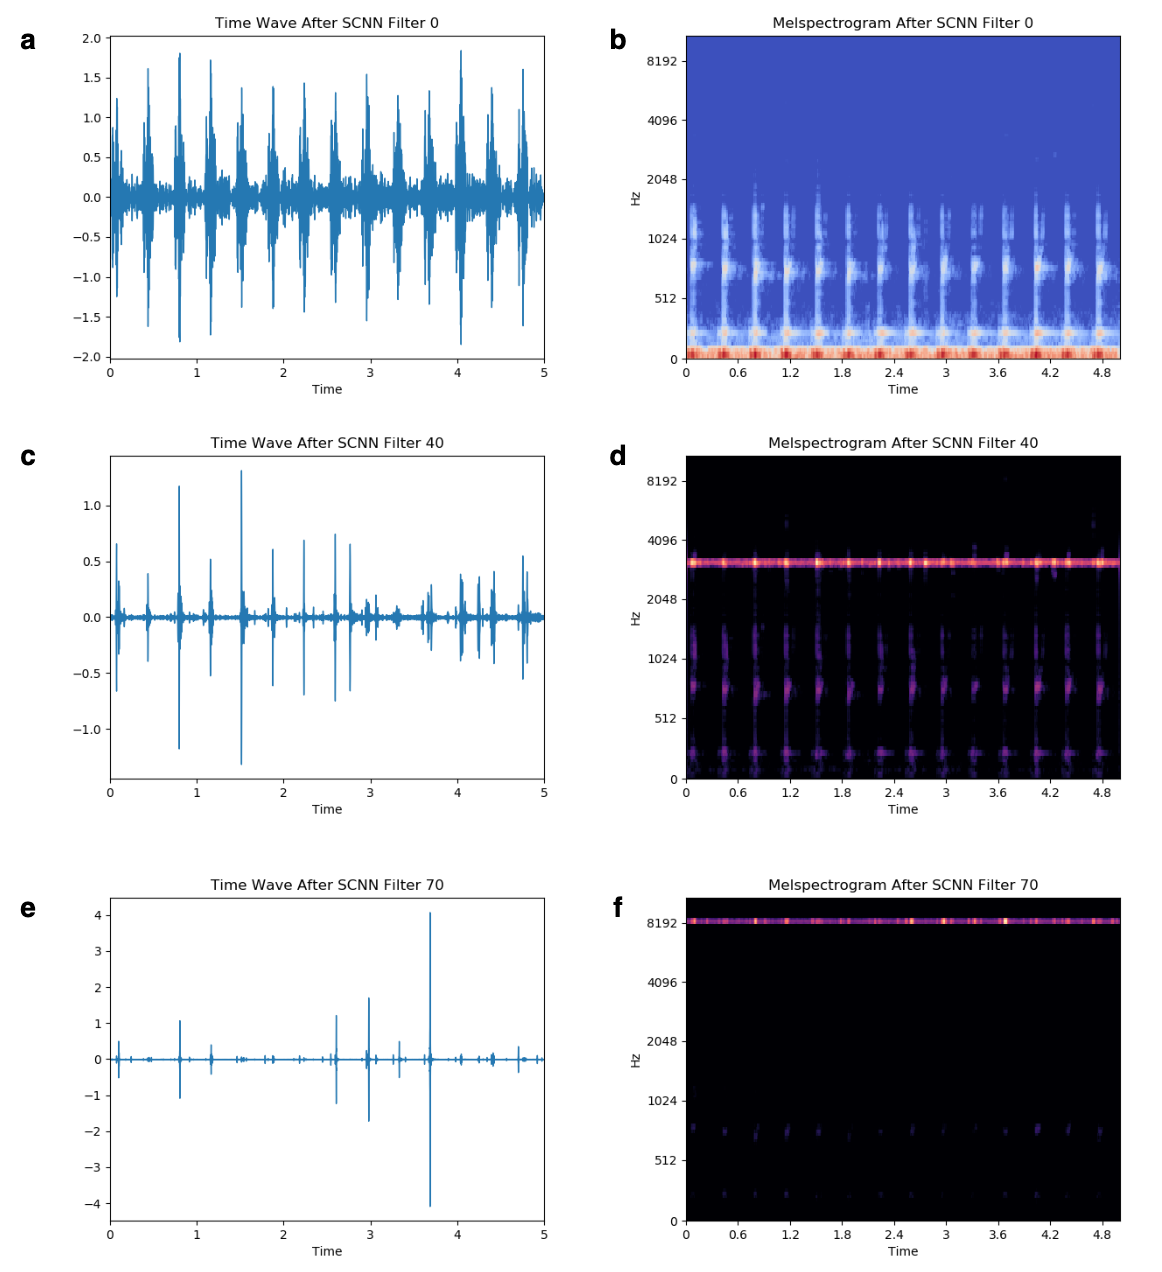 a
Time Wave After SCNN Filter 0
2.0
1.5
1.0
0.5
0.0
−0.5
−1.0
−1.5
−2.0
0 1 2 3 4 5
Time
b
Melspectrogram After SCNN Filter 0
8192
4096
2048
1024
512
0
Hz
0 0.6 1.2 1.8 2.4 3 3.6 4.2 4.8
Time
c
Time Wave After SCNN Filter 40
1.0
0.5
0.0
−0.5
−1.0
0 1 2 3 4 5
Time
d
Melspectrogram After SCNN Filter 40
8192
4096
2048
1024
512
0
Hz
0 0.6 1.2 1.8 2.4 3 3.6 4.2 4.8
Time
e
Time Wave After SCNN Filter 70
4
3
2
1
0
−1
−2
−3
−4
0 1 2 3 4 5
Time
f
Melspectrogram After SCNN Filter 70
8192
4096
2048
1024
512
0
Hz
0 0.6 1.2 1.8 2.4 3 3.6 4.2 4.8
Time